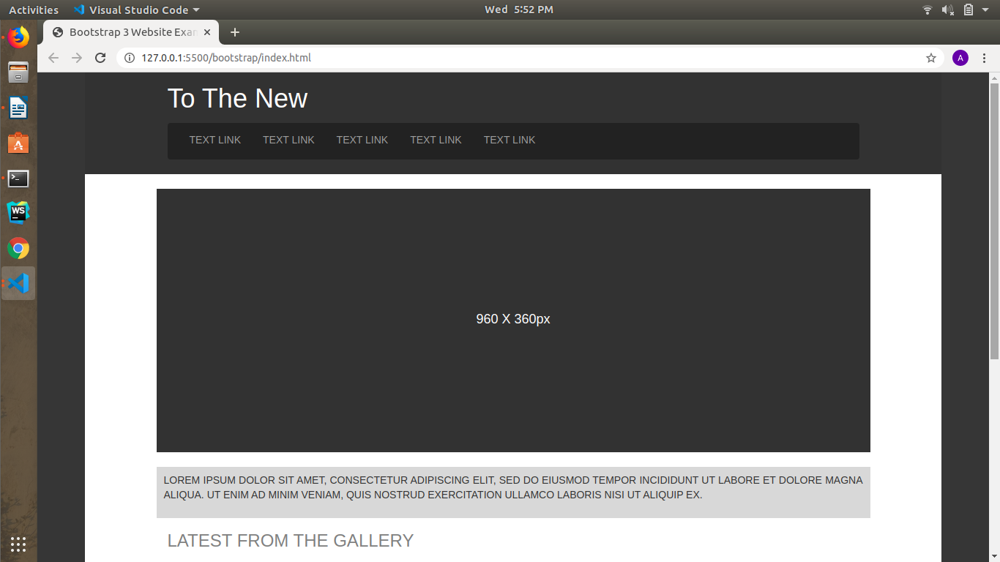 Activities Visual Studio Code Wed 5:52 PM
Bootstrap 3 Website Exam
127.0.0.1:5500/bootstrap/index.html A
To The New
TEXT LINK TEXT LINK TEXT LINK TEXT LINK TEXT LINK
WS
960 X 360px
LOREM IPSUM DOLOR SIT AMET, CONSECTETUR ADIPISCING ELIT, SED DO EIUSMOD TEMPOR INCIDIDUNT UT LABORE ET DOLORE MAGNA
ALIQUA. UT ENIM AD MINIM VENIAM, QUIS NOSTRUD EXERCITATION ULLAMCO LABORIS NISI UT ALIQUIP EX.
LATEST FROM THE GALLERY